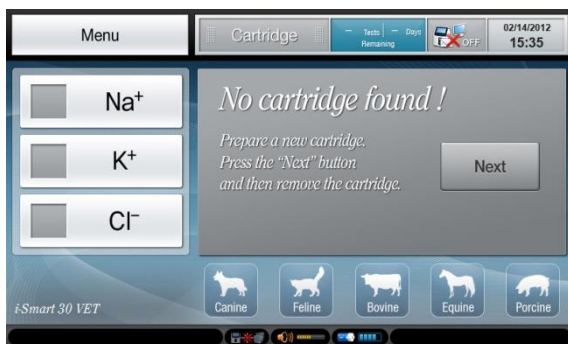 Menu
Cartridge
– Tests – Days
Remaining
OFF
02/14/2012
15:35
Na⁺
K⁺
Cl⁻
No cartridge found !
Prepare a new cartridge.
Press the "Next" button
and then remove the cartridge.
Next
i-Smart 30 VET
Canine
Feline
Bovine
Equine
Porcine